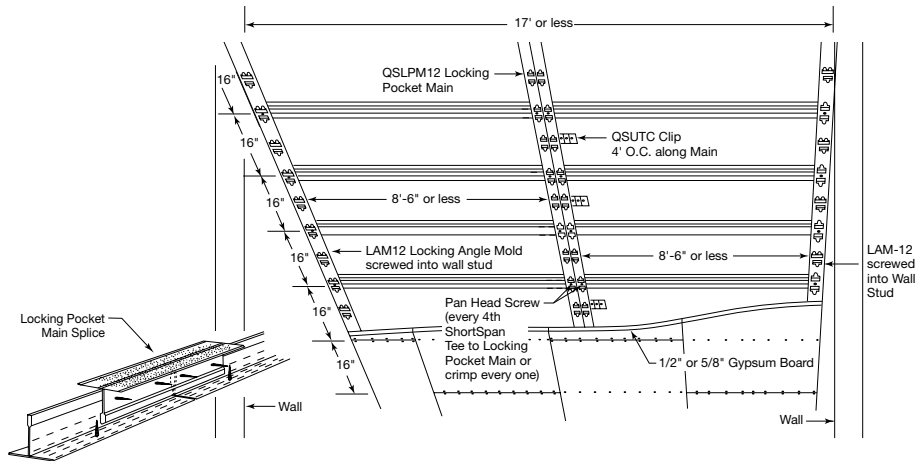 17' or less
QSLPM12 Locking
Pocket Main
16"
16"
QSUTC Clip
4' O.C. along Main
16"
8'-6" or less
16"
LAM12 Locking Angle Mold
screwed into wall stud
8'-6" or less
LAM-12
screwed
into Wall
Stud
16"
Pan Head Screw
(every 4th
ShortSpan
Tee to Locking
Pocket Main or
crimp every one)
Locking Pocket
Main Splice
16"
1/2" or 5/8" Gypsum Board
Wall
Wall